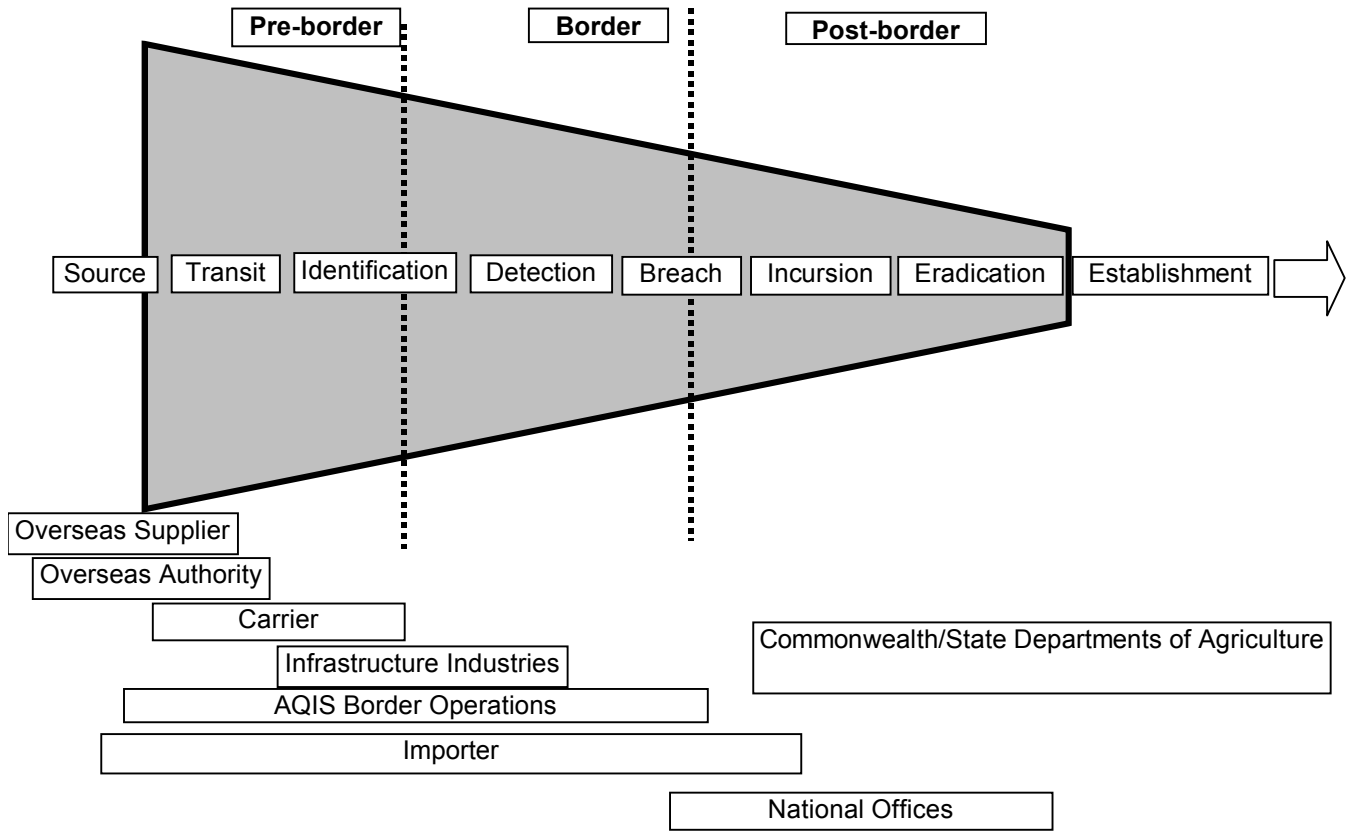 Pre-border
Border
Post-border
Source
Transit
Identification
Detection
Breach
Incursion
Eradication
Establishment
Overseas Supplier
Overseas Authority
Carrier
Infrastructure Industries
Commonwealth/State Departments of Agriculture
AQIS Border Operations
Importer
National Offices